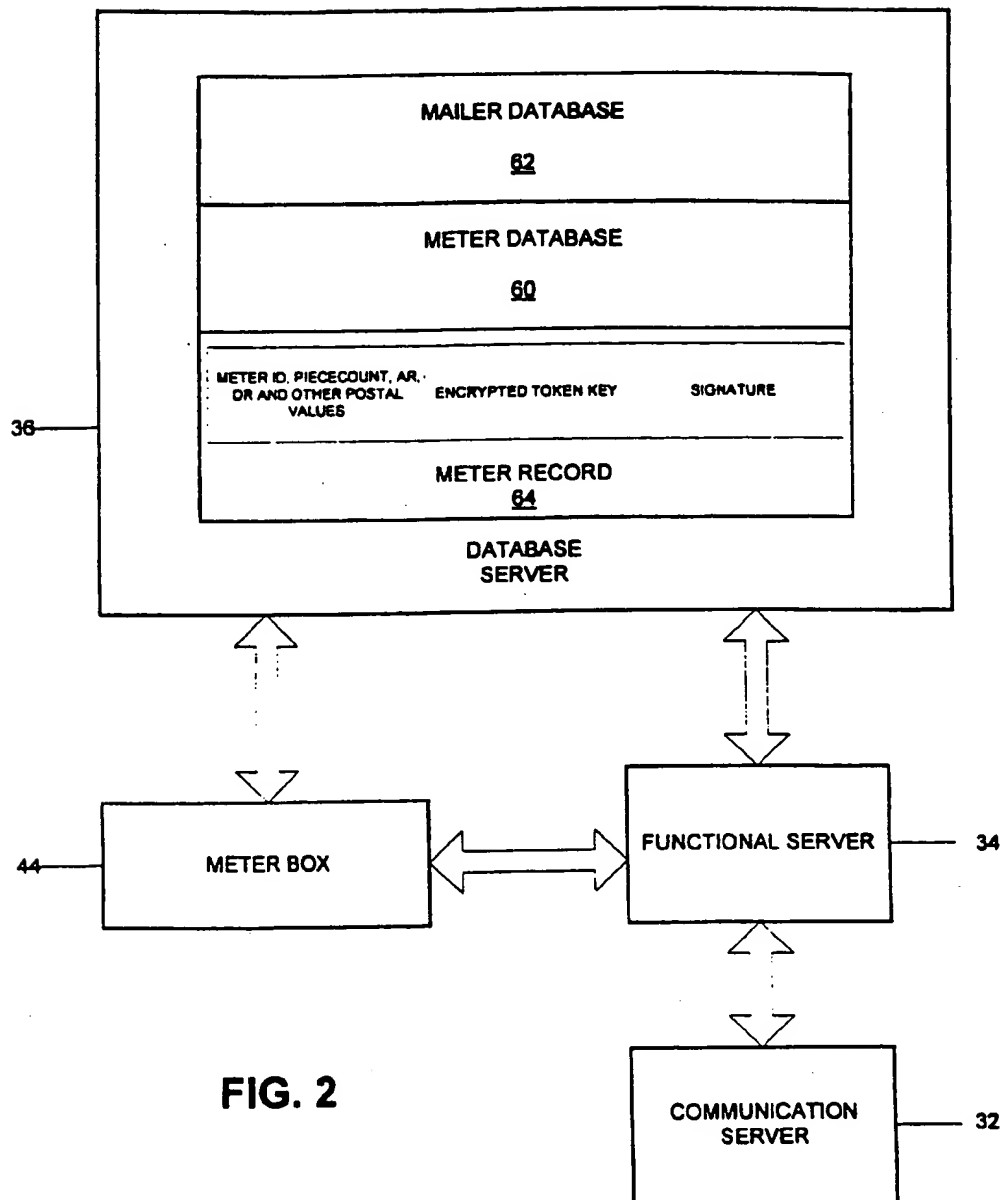 MAILER DATABASE
62
METER DATABASE
60
METER ID, PIECECOUNT, AR,
DR AND OTHER POSTAL
VALUES
ENCRYPTED TOKEN KEY
SIGNATURE
METER RECORD
64
DATABASE
SERVER
36
METER BOX
44
FUNCTIONAL SERVER
34
COMMUNICATION
SERVER
32
FIG. 2